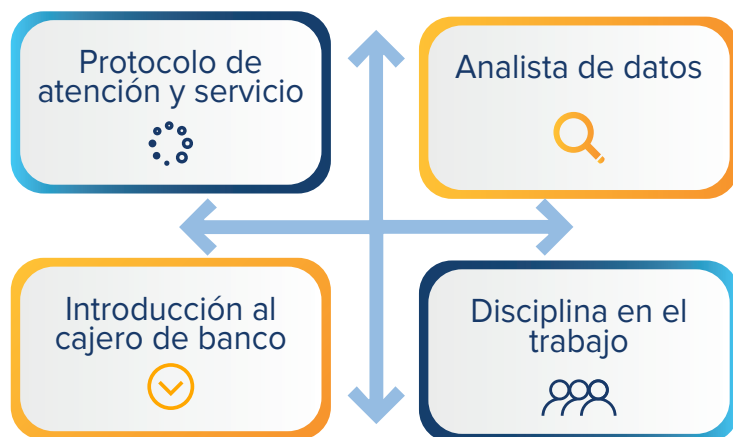 Protocolo de
atención y servicio
Analista de datos
Introducción al
cajero de banco
Disciplina en el
trabajo